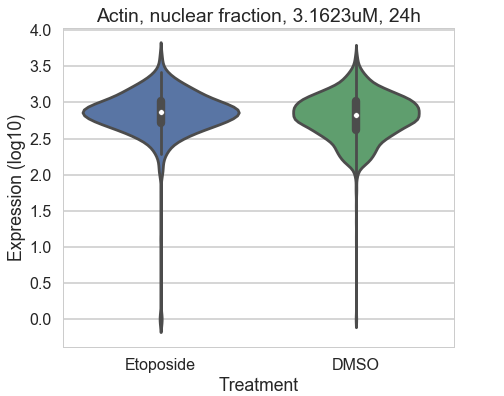 Actin, nuclear fraction, 3.1623uM, 24h
Expression (log10)
4.0
3.5
3.0
2.5
2.0
1.5
1.0
0.5
0.0
Etoposide DMSO
Treatment